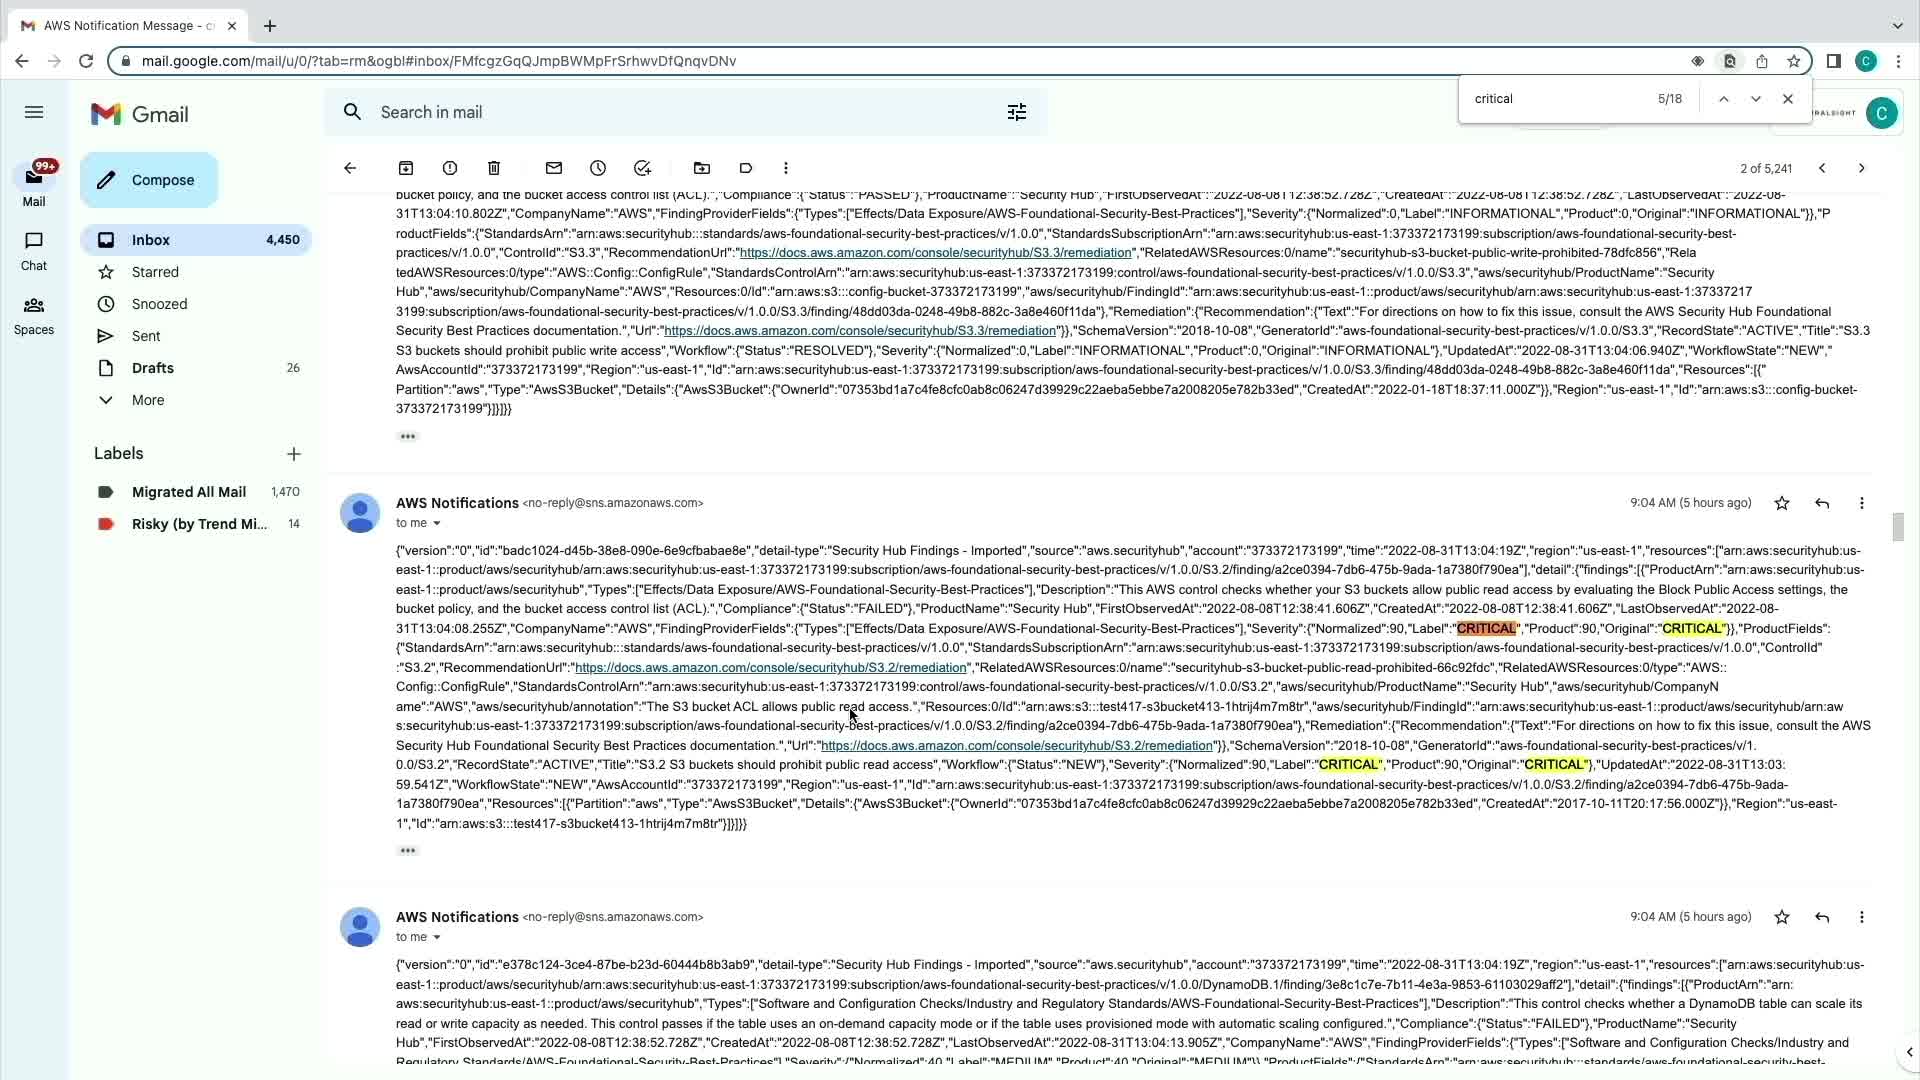 AWS Notification Message - c
mail.google.com/mail/u/0/?tab=rm&ogbl#inbox/FMfcgzGqQJmpBWMpFrSrhwvDfQnqvDNv
C
critical
5/18
Gmail
Search in mail
RALSIGHT
C
99+
Mail
Chat
Spaces
Compose
Inbox
4,450
Starred
Snoozed
Sent
Drafts
26
More
Labels
Migrated All Mail
1,470
Risky (by Trend Mi...
14
2 of 5,241
bucket policy, and the bucket access control list (ACL).","Compliance":{"Status":"PASSED"},"ProductName":"Security Hub","FirstObservedAt":"2022-08-08T12:38:52.728Z","CreatedAt":"2022-08-08T12:38:52.728Z","LastObservedAt":"2022-08-
31T13:04:10.802Z","CompanyName":"AWS","FindingProviderFields":{"Types":["Effects/Data Exposure/AWS-Foundational-Security-Best-Practices"],"Severity":{"Normalized":0,"Label":"INFORMATIONAL","Product":0,"Original":"INFORMATIONAL"}},"P
roductFields":{"StandardsArn":"arn:aws:securityhub:::standards/aws-foundational-security-best-practices/v/1.0.0","StandardsSubscriptionArn":"arn:aws:securityhub:us-east-1:373372173199:subscription/aws-foundational-security-best-
practices/v/1.0.0","ControlId":"S3.3","RecommendationUrl":"https://docs.aws.amazon.com/console/securityhub/S3.3/remediation","RelatedAWSResources:0/name":"securityhub-s3-bucket-public-write-prohibited-78dfc856","Rela
tedAWSResources:0/type":"AWS::Config::ConfigRule","StandardsControlArn":"arn:aws:securityhub:us-east-1:373372173199:control/aws-foundational-security-best-practices/v/1.0.0/S3.3","aws/securityhub/ProductName":"Security
Hub","aws/securityhub/CompanyName":"AWS","Resources:0/Id":"arn:aws:s3:::config-bucket-373372173199","aws/securityhub/FindingId":"arn:aws:securityhub:us-east-1::product/aws/securityhub/arn:aws:securityhub:us-east-1:37337217
3199:subscription/aws-foundational-security-best-practices/v/1.0.0/S3.3/finding/48dd03da-0248-49b8-882c-3a8e460f11da"},"Remediation":{"Recommendation":{"Text":"For directions on how to fix this issue, consult the AWS Security Hub Foundational
Security Best Practices documentation.","Url":"https://docs.aws.amazon.com/console/securityhub/S3.3/remediation"}},"SchemaVersion":"2018-10-08","GeneratorId":"aws-foundational-security-best-practices/v/1.0.0/S3.3","RecordState":"ACTIVE","Title":"S3.3
S3 buckets should prohibit public write access","Workflow":{"Status":"RESOLVED"},"Severity":{"Normalized":0,"Label":"INFORMATIONAL","Product":0,"Original":"INFORMATIONAL"},"UpdatedAt":"2022-08-31T13:04:06.940Z","WorkflowState":"NEW","
AwsAccountId":"373372173199","Region":"us-east-1","Id":"arn:aws:securityhub:us-east-1:373372173199:subscription/aws-foundational-security-best-practices/v/1.0.0/S3.3/finding/48dd03da-0248-49b8-882c-3a8e460f11da","Resources":[{"
Partition":"aws","Type":"AwsS3Bucket","Details":{"AwsS3Bucket":{"OwnerId":"07353bd1a7c4fe8cfc0ab8c06247d39929c22aeba5ebbe7a2008205e782b33ed","CreatedAt":"2022-01-18T18:37:11.000Z"}},"Region":"us-east-1","Id":"arn:aws:s3:::config-bucket-
373372173199"}]}]}}
AWS Notifications <no-reply@sns.amazonaws.com>
9:04 AM (5 hours ago)
to me
{"version":"0","id":"badc1024-d45b-38e8-090e-6e9cfbabae8e","detail-type":"Security Hub Findings - Imported","source":"aws.securityhub","account":"373372173199","time":"2022-08-31T13:04:19Z","region":"us-east-1","resources":["arn:aws:securityhub:us-
east-1::product/aws/securityhub/arn:aws:securityhub:us-east-1:373372173199:subscription/aws-foundational-security-best-practices/v/1.0.0/S3.2/finding/a2ce0394-7db6-475b-9ada-1a7380f790ea"],"detail":{"findings":[{"ProductArn":"arn:aws:securityhub:us-
east-1::product/aws/securityhub","Types":["Effects/Data Exposure/AWS-Foundational-Security-Best-Practices"],"Description":"This AWS control checks whether your S3 buckets allow public read access by evaluating the Block Public Access settings, the
bucket policy, and the bucket access control list (ACL).","Compliance":{"Status":"FAILED"},"ProductName":"Security Hub","FirstObservedAt":"2022-08-08T12:38:41.606Z","CreatedAt":"2022-08-08T12:38:41.606Z","LastObservedAt":"2022-08-
31T13:04:08.255Z","CompanyName":"AWS","FindingProviderFields":{"Types":["Effects/Data Exposure/AWS-Foundational-Security-Best-Practices"],"Severity":{"Normalized":90,"Label":"CRITICAL","Product":90,"Original":"CRITICAL"}},"ProductFields":
{"StandardsArn":"arn:aws:securityhub:::standards/aws-foundational-security-best-practices/v/1.0.0","StandardsSubscriptionArn":"arn:aws:securityhub:us-east-1:373372173199:subscription/aws-foundational-security-best-practices/v/1.0.0","ControlId"
:"S3.2","RecommendationUrl":"https://docs.aws.amazon.com/console/securityhub/S3.2/remediation","RelatedAWSResources:0/name":"securityhub-s3-bucket-public-read-prohibited-66c92fdc","RelatedAWSResources:0/type":"AWS::
Config::ConfigRule","StandardsControlArn":"arn:aws:securityhub:us-east-1:373372173199:control/aws-foundational-security-best-practices/v/1.0.0/S3.2","aws/securityhub/ProductName":"Security Hub","aws/securityhub/CompanyN
ame":"AWS","aws/securityhub/annotation":"The S3 bucket ACL allows public read access.","Resources:0/Id":"arn:aws:s3:::test417-s3bucket413-1htrij4m7m8tr","aws/securityhub/FindingId":"arn:aws:securityhub:us-east-1::product/aws/securityhub/arn:aw
s:securityhub:us-east-1:373372173199:subscription/aws-foundational-security-best-practices/v/1.0.0/S3.2/finding/a2ce0394-7db6-475b-9ada-1a7380f790ea"},"Remediation":{"Recommendation":{"Text":"For directions on how to fix this issue, consult the AWS
Security Hub Foundational Security Best Practices documentation.","Url":"https://docs.aws.amazon.com/console/securityhub/S3.2/remediation"}},"SchemaVersion":"2018-10-08","GeneratorId":"aws-foundational-security-best-practices/v/1.
0.0/S3.2","RecordState":"ACTIVE","Title":"S3.2 S3 buckets should prohibit public read access","Workflow":{"Status":"NEW"},"Severity":{"Normalized":90,"Label":"CRITICAL","Product":90,"Original":"CRITICAL"},"UpdatedAt":"2022-08-31T13:03:
59.541Z","WorkflowState":"NEW","AwsAccountId":"373372173199","Region":"us-east-1","Id":"arn:aws:securityhub:us-east-1:373372173199:subscription/aws-foundational-security-best-practices/v/1.0.0/S3.2/finding/a2ce0394-7db6-475b-9ada-
1a7380f790ea","Resources":[{"Partition":"aws","Type":"AwsS3Bucket","Details":{"AwsS3Bucket":{"OwnerId":"07353bd1a7c4fe8cfc0ab8c06247d39929c22aeba5ebbe7a2008205e782b33ed","CreatedAt":"2017-10-11T20:17:56.000Z"}},"Region":"us-east-
1","Id":"arn:aws:s3:::test417-s3bucket413-1htrij4m7m8tr"}]}]}}
AWS Notifications <no-reply@sns.amazonaws.com>
9:04 AM (5 hours ago)
to me
{"version":"0","id":"e378c124-3ce4-87be-b23d-60444b8b3ab9","detail-type":"Security Hub Findings - Imported","source":"aws.securityhub","account":"373372173199","time":"2022-08-31T13:04:19Z","region":"us-east-1","resources":["arn:aws:securityhub:us-
east-1::product/aws/securityhub/arn:aws:securityhub:us-east-1:373372173199:subscription/aws-foundational-security-best-practices/v/1.0.0/DynamoDB.1/finding/3e8c1c7e-7b11-4e3a-9853-61103029aff2"],"detail":{"findings":[{"ProductArn":"arn:
aws:securityhub:us-east-1::product/aws/securityhub","Types":["Software and Configuration Checks/Industry and Regulatory Standards/AWS-Foundational-Security-Best-Practices"],"Description":"This control checks whether a DynamoDB table can scale its
read or write capacity as needed. This control passes if the table uses an on-demand capacity mode or if the table uses provisioned mode with automatic scaling configured.","Compliance":{"Status":"FAILED"},"ProductName":"Security
Hub","FirstObservedAt":"2022-08-08T12:38:52.728Z","CreatedAt":"2022-08-08T12:38:52.728Z","LastObservedAt":"2022-08-31T13:04:13.905Z","CompanyName":"AWS","FindingProviderFields":{"Types":["Software and Configuration Checks/Industry and
Regulatory Standards/AWS-Foundational-Security-Best-Practices"],"Severity":{"Normalized":40,"Label":"MEDIUM","Product":40,"Original":"MEDIUM"}},"ProductFields":{"StandardsArn":"arn:aws:securityhub:::standards/aws-foundational-security-best-